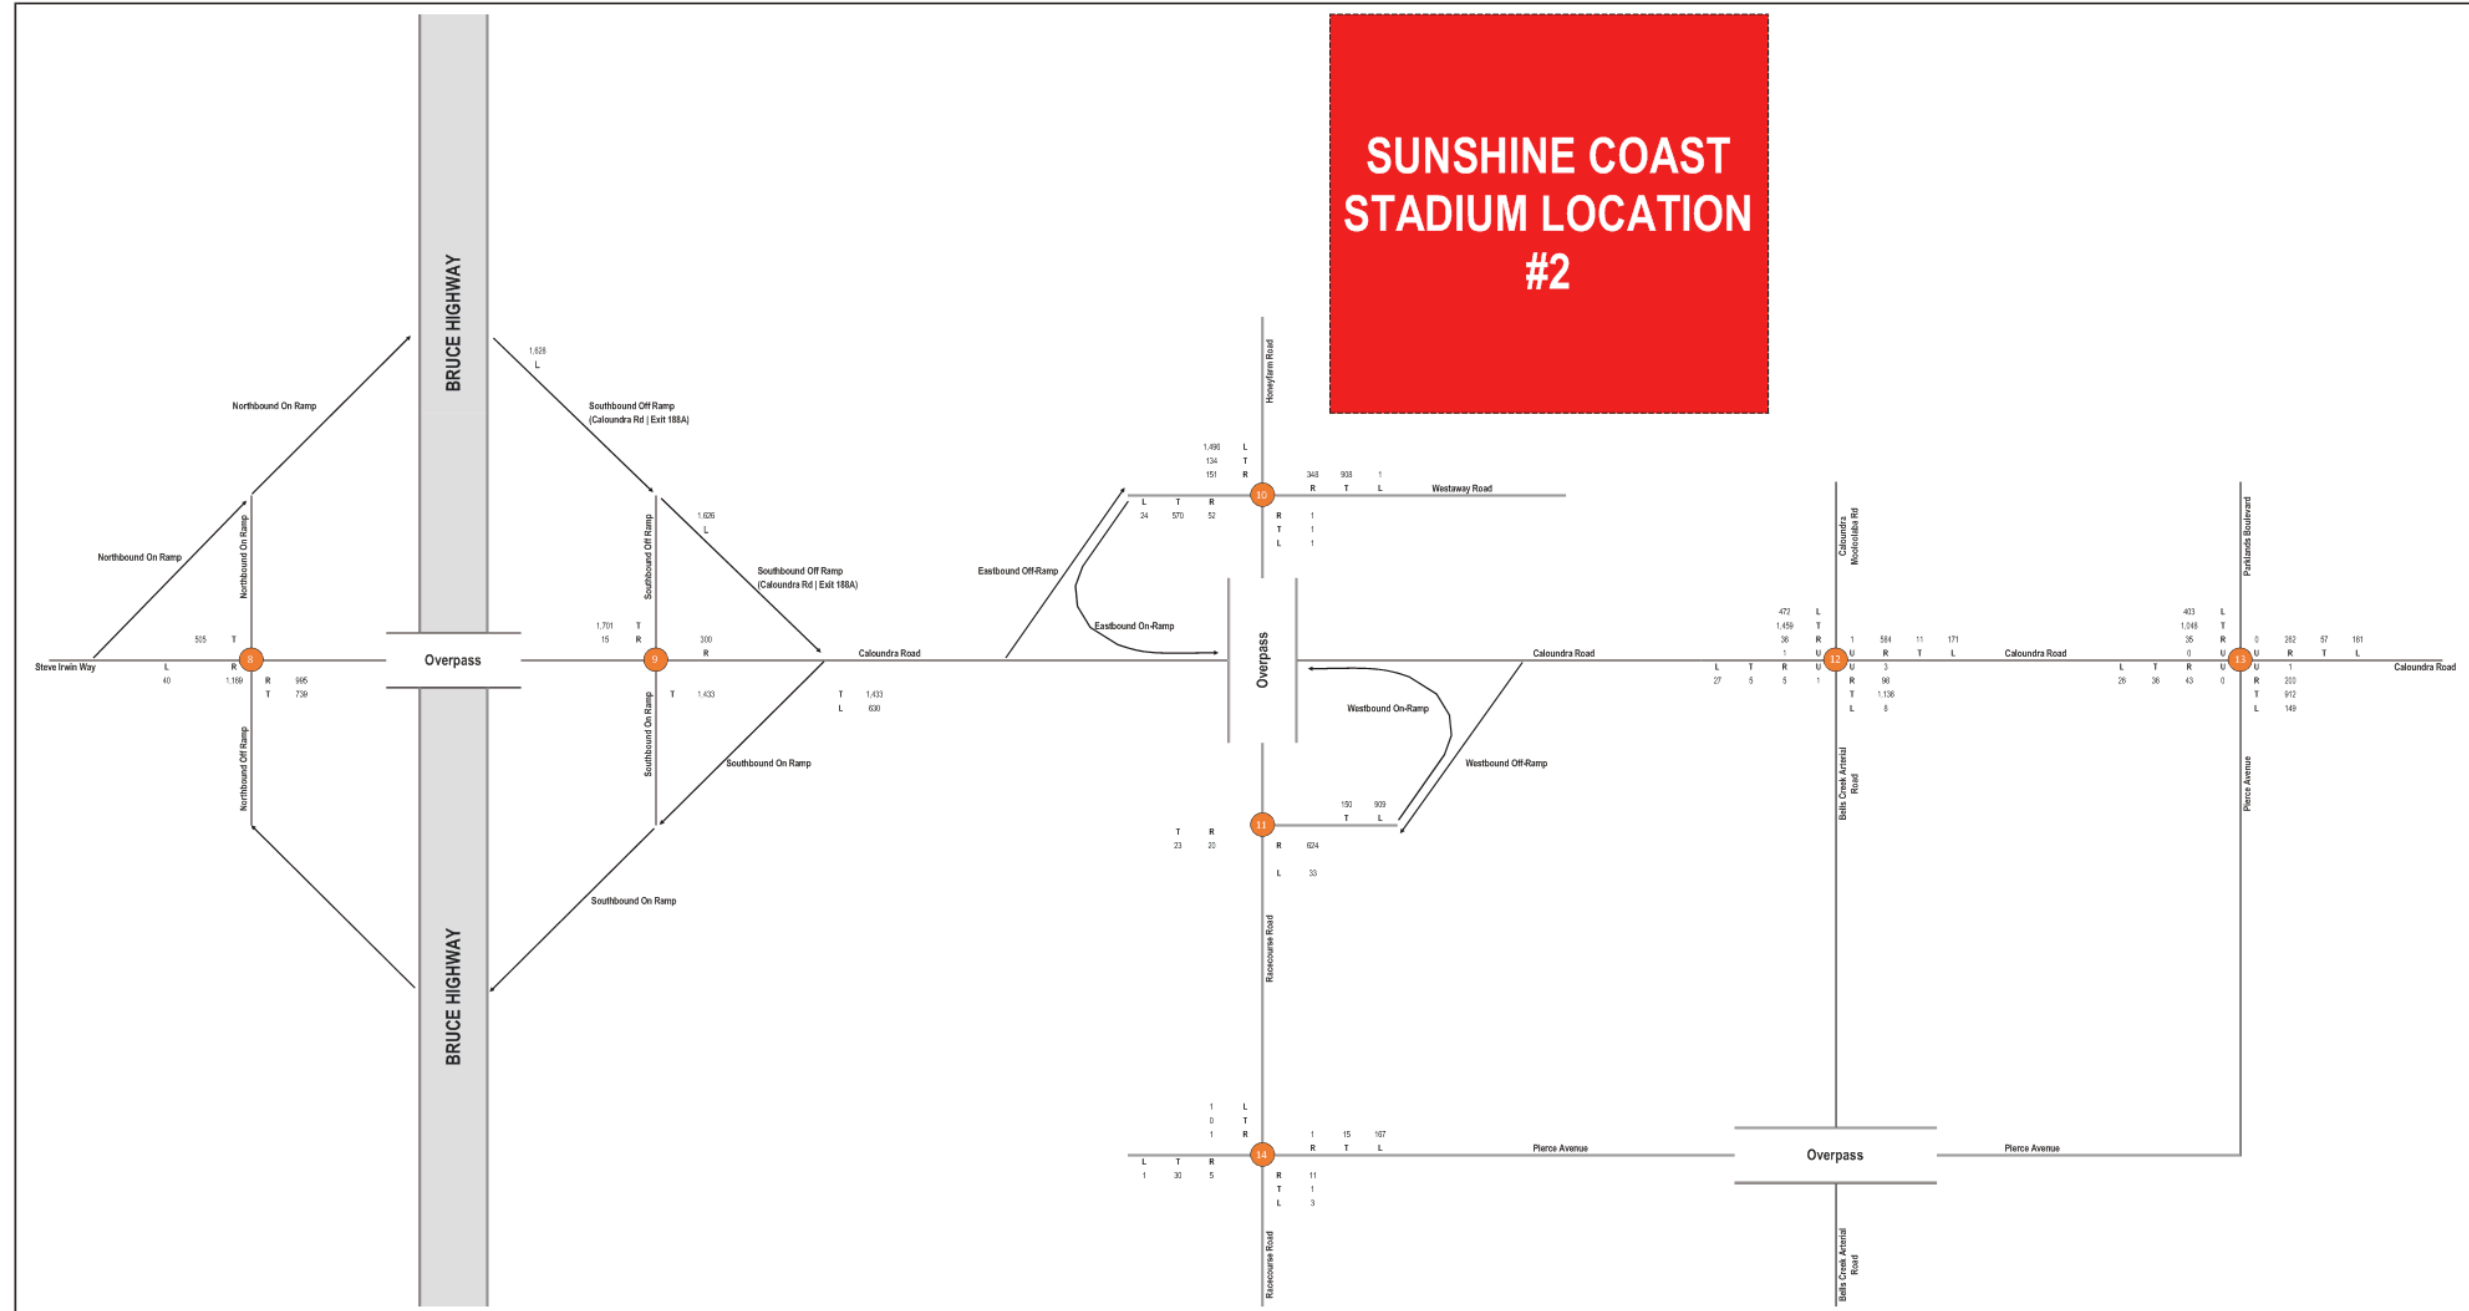 SUNSHINE COAST
STADIUM LOCATION
#2
BRUCE HIGHWAY
1,628
L
Northbound On Ramp
Southbound Off Ramp
(Caloundra Rd | Exit 188A)
Honeyfarm Road
1,496 L
134 T
151 R
348 908 1
R T L
Westaway Road
10
L T R
24 570 52
R 1
T 1
L 1
Northbound On Ramp
Northbound On Ramp
Southbound Off Ramp
1,626
L
Southbound Off Ramp
(Caloundra Rd | Exit 188A)
Eastbound Off-Ramp
Eastbound On-Ramp
Caloundra
Mooloolaba Rd
Parklands Boulevard
Steve Irwin Way
505 T
L R
40 1,169
8
R 995
T 739
Overpass
1,701 T
15 R
300
R
9
T 1,433
Caloundra Road
T 1,433
L 630
Overpass
Caloundra Road
472 L
1,459 T
38 R
1 U
1 584 11 171
U R T L
12
L T R U
27 5 5 1
U 3
R 98
T 1,136
L 8
Caloundra Road
403 L
1,048 T
35 R
0 U
0 282 57 161
U R T L
13
L T R U
26 36 43 0
U 1
R 200
T 912
L 149
Caloundra Road
Northbound Off Ramp
Southbound On Ramp
Southbound On Ramp
Westbound On-Ramp
Westbound Off-Ramp
Bells Creek Arterial
Road
Pierce Avenue
150 909
T L
11
T R
23 20
R 624
L 33
Southbound On Ramp
BRUCE HIGHWAY
Racecourse Road
1 L
0 T
1 R
1 15 167
R T L
14
L T R
1 30 5
R 11
T 1
L 3
Pierce Avenue
Overpass
Pierce Avenue
Racecourse Road
Bells Creek Arterial
Road